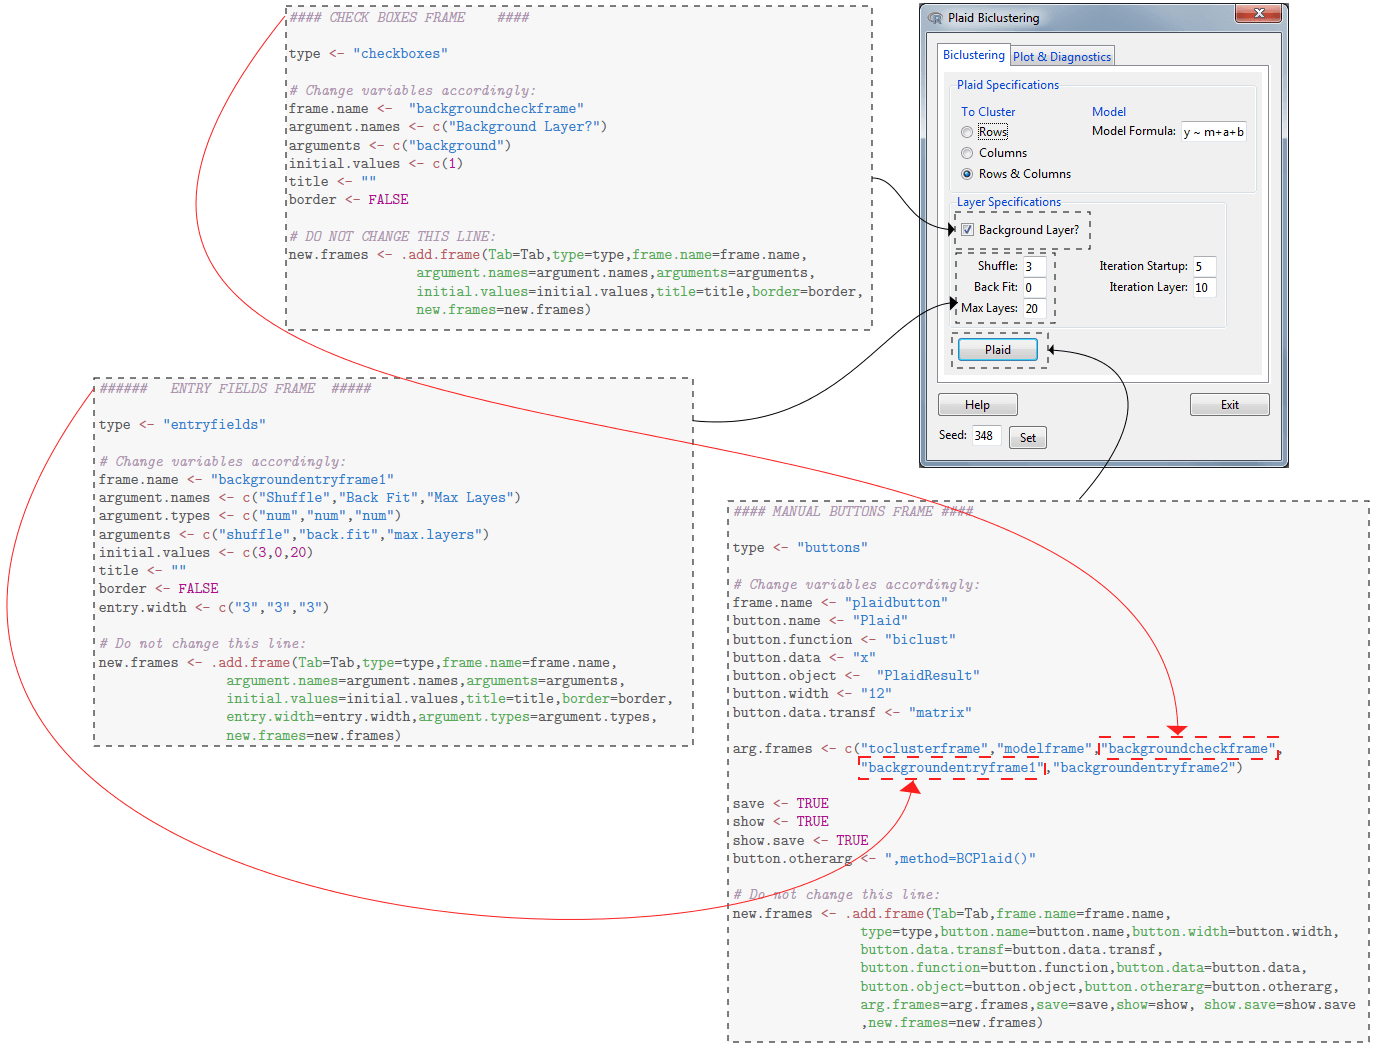 #### CHECK BOXES FRAME    ####
type <- "checkboxes"
# Change variables accordingly:
frame.name <-  "backgroundcheckframe"
argument.names <- c("Background Layer?")
arguments <- c("background")
initial.values <- c(1)
title <- ""
border <- FALSE
# DO NOT CHANGE THIS LINE:
new.frames <- .add.frame(Tab=Tab,type=type,frame.name=frame.name,
argument.names=argument.names,arguments=arguments,
initial.values=initial.values,title=title,border=border,
new.frames=new.frames)
Plaid Biclustering
Biclustering
Plot & Diagnostics
Plaid Specifications
To Cluster
Model
Rows
Model Formula: y ~ m+a+b
Columns
Rows & Columns
Layer Specifications
Background Layer?
Shuffle: 3
Iteration Startup: 5
Back Fit: 0
Iteration Layer: 10
Max Layes: 20
Plaid
Help
Exit
Seed: 348
Set
######   ENTRY FIELDS FRAME  #####
type <- "entryfields"
# Change variables accordingly:
frame.name <- "backgroundentryframe1"
argument.names <- c("Shuffle","Back Fit","Max Layes")
argument.types <- c("num","num","num")
arguments <- c("shuffle","back.fit","max.layers")
initial.values <- c(3,0,20)
title <- ""
border <- FALSE
entry.width <- c("3","3","3")
# Do not change this line:
new.frames <- .add.frame(Tab=Tab,type=type,frame.name=frame.name,
argument.names=argument.names,arguments=arguments,
initial.values=initial.values,title=title,border=border,
entry.width=entry.width,argument.types=argument.types,
new.frames=new.frames)
#### MANUAL BUTTONS FRAME ####
type <- "buttons"
# Change variables accordingly:
frame.name <- "plaidbutton"
button.name <- "Plaid"
button.function <- "biclust"
button.data <- "x"
button.object <-  "PlaidResult"
button.width <- "12"
button.data.transf <- "matrix"
arg.frames <- c("toclusterframe","modelframe","backgroundcheckframe",
"backgroundentryframe1","backgroundentryframe2")
save <- TRUE
show <- TRUE
show.save <- TRUE
button.otherarg <- ",method=BCPlaid()"
# Do not change this line:
new.frames <- .add.frame(Tab=Tab,frame.name=frame.name,
type=type,button.name=button.name,button.width=button.width,
button.data.transf=button.data.transf,
button.function=button.function,button.data=button.data,
button.object=button.object,button.otherarg=button.otherarg,
arg.frames=arg.frames,save=save,show=show, show.save=show.save
,new.frames=new.frames)